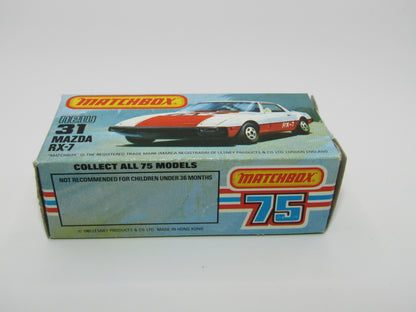 MATCHBOX
NEW
31
MAZDA
RX-7
RX-7
"MATCHBOX" IS THE REGISTERED TRADE MARK (MARCA REGISTRADA) OF LESNEY PRODUCTS & CO. LTD. LONDON ENGLAND
COLLECT ALL 75 MODELS
NOT RECOMMENDED FOR CHILDREN UNDER 36 MONTHS
MATCHBOX
75
© 1981 LESNEY PRODUCTS & CO. LTD. MADE IN HONG KONG